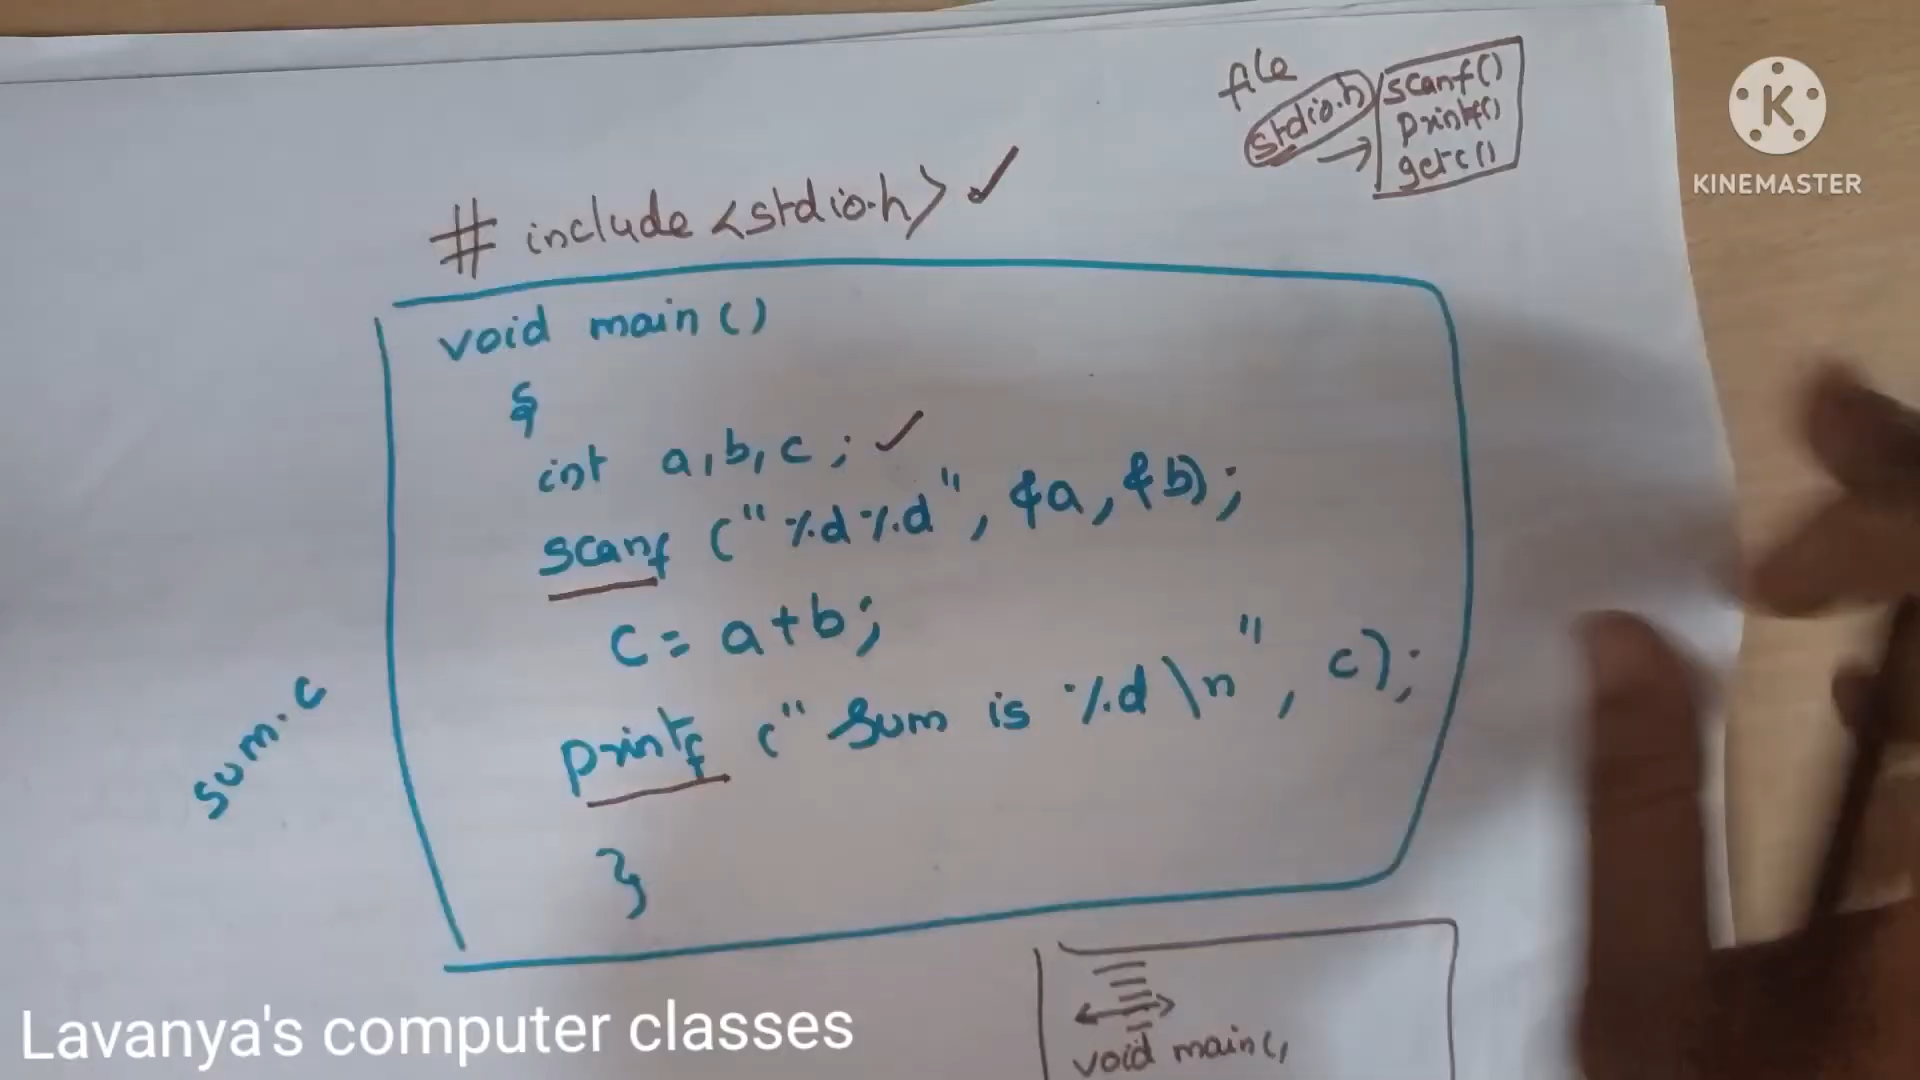 file
stdio.h
scanf()
printf()
getc()
KINEMASTER
# include <stdio.h> ✓
void main ()
{
int a,b,c; ✓
scanf ("%d%d", &a, &b);
c = a+b;
printf ("Sum is %d\n", c);
}
sum.c
void main(,
Lavanya's computer classes